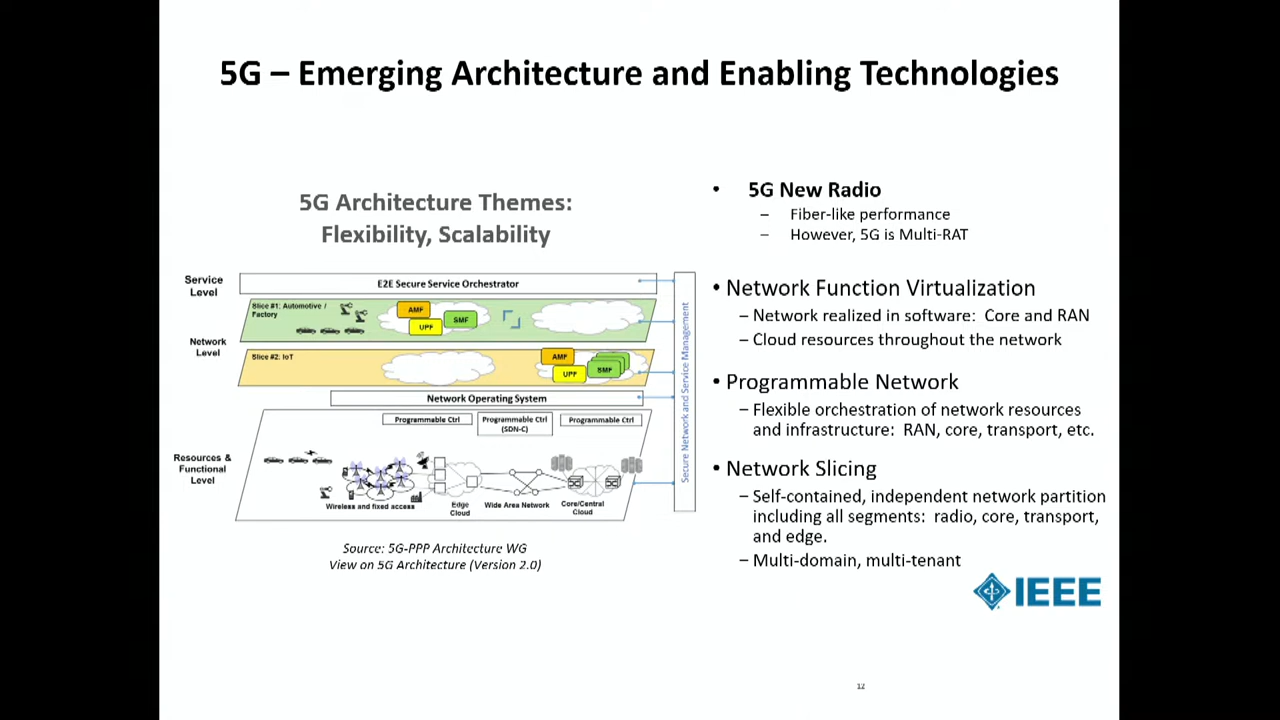 5G – Emerging Architecture and Enabling Technologies
5G Architecture Themes:
Flexibility, Scalability
Service
Level
E2E Secure Service Orchestrator
Slice #1: Automotive /
Factory
AMF
UPF
SMF
Network
Level
Slice #2: IoT
AMF
UPF
SMF
Network Operating System
Programmable Ctrl
Programmable Ctrl
(SDN-C)
Programmable Ctrl
Resources &
Functional
Level
Wireless and fixed access
Edge
Cloud
Wide Area Network
Core/Central
Cloud
Secure Network and Service Management
Source: 5G-PPP Architecture WG
View on 5G Architecture (Version 2.0)
• 5G New Radio
– Fiber-like performance
– However, 5G is Multi-RAT
• Network Function Virtualization
– Network realized in software: Core and RAN
– Cloud resources throughout the network
• Programmable Network
– Flexible orchestration of network resources
and infrastructure: RAN, core, transport, etc.
• Network Slicing
– Self-contained, independent network partition
including all segments: radio, core, transport,
and edge.
– Multi-domain, multi-tenant
IEEE
12